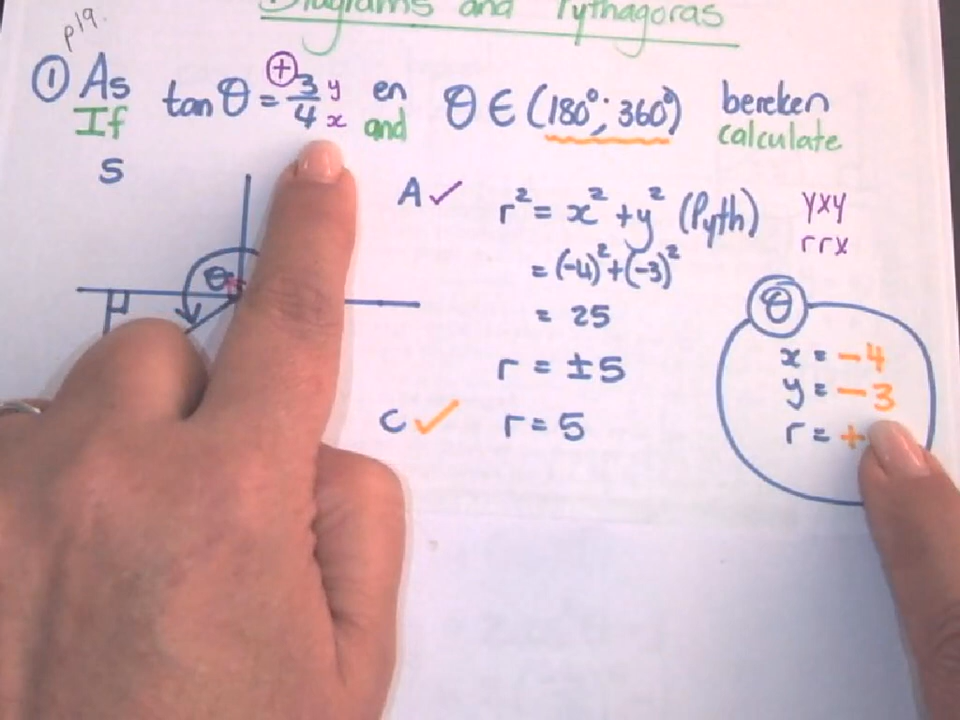 Diagrams and Pythagoras
p19.
① As tan θ = ⊕3/4 y/x en θ ∈ (180°; 360°) bereken
If and calculate
S
A ✓ r² = x² + y² (Pyth) yxy
= (-4)² + (-3)² rrx
= 25
r = ±5
C ✓ r = 5
θ
θ
x = -4
y = -3
r = +